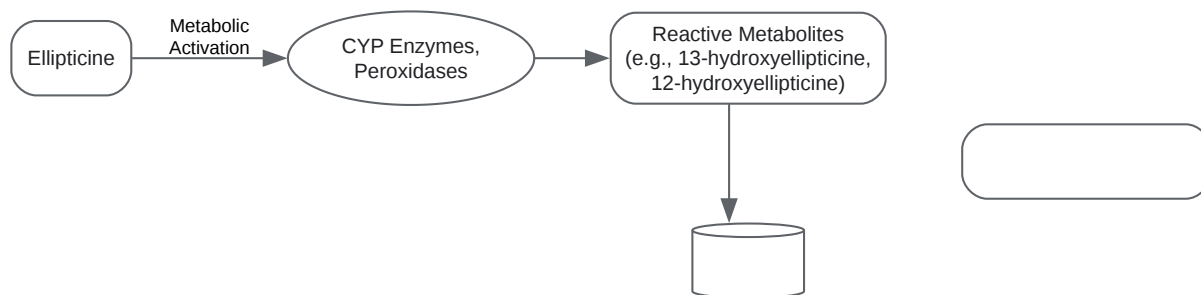 Ellipticine
Metabolic
Activation
CYP Enzymes,
Peroxidases
Reactive Metabolites
(e.g., 13-hydroxyellipticine,
12-hydroxyellipticine)